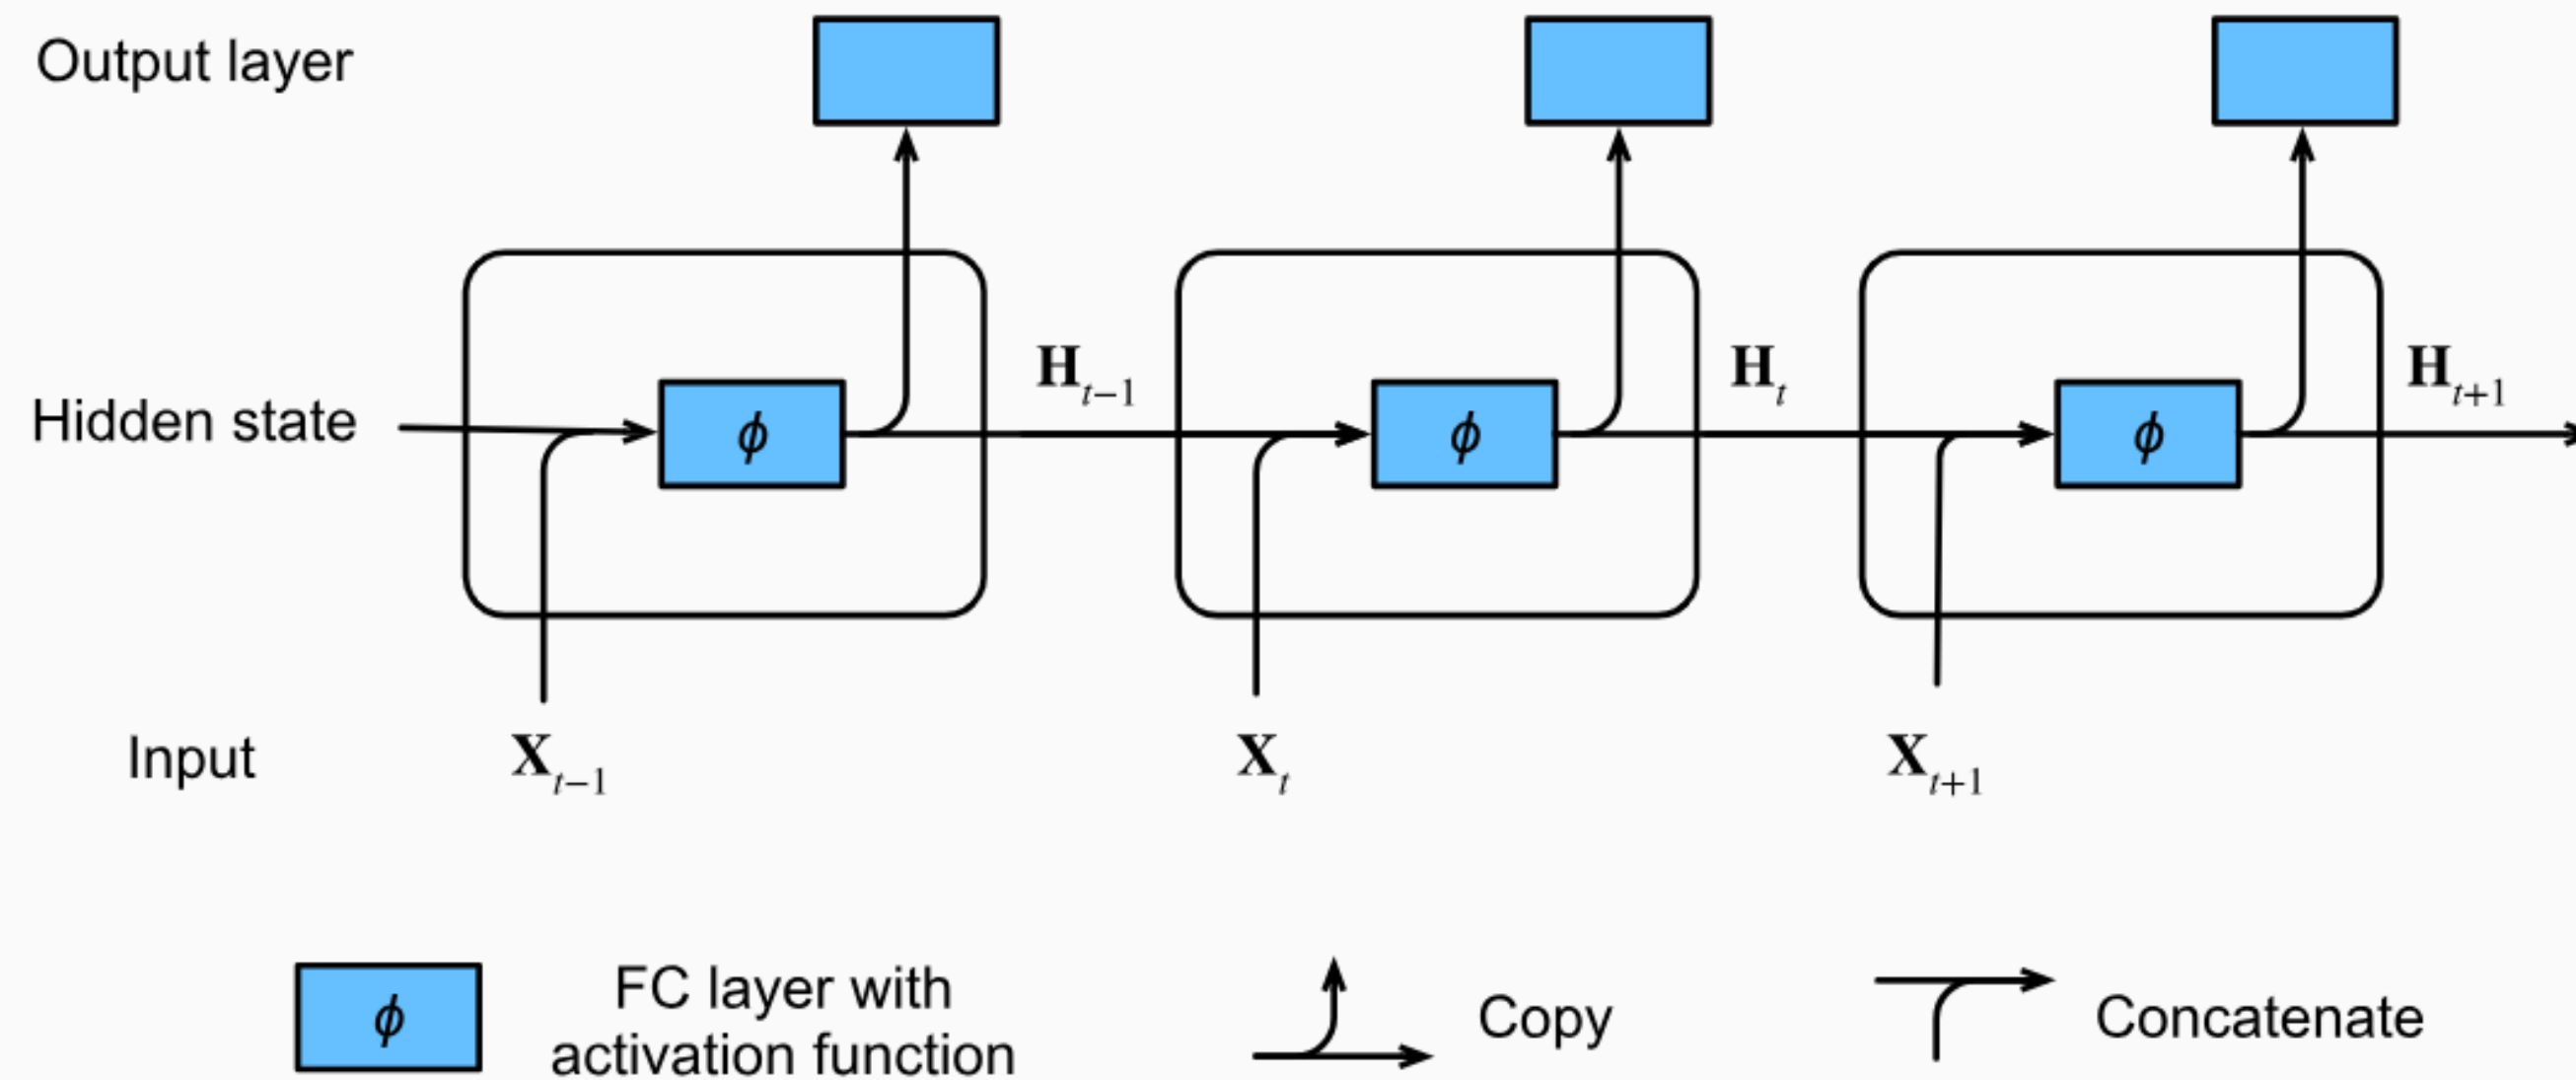 Output layer
Hidden state
ϕ
H_{t−1}
ϕ
H_t
ϕ
H_{t+1}
Input
X_{t−1}
X_t
X_{t+1}
ϕ
FC layer with
activation function
Copy
Concatenate